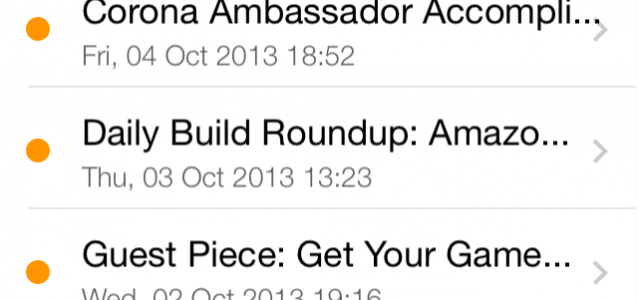 Corona Ambassador Accompli...
Fri, 04 Oct 2013 18:52
Daily Build Roundup: Amazo...
Thu, 03 Oct 2013 13:23
Guest Piece: Get Your Game...
Wed, 02 Oct 2013 19:16